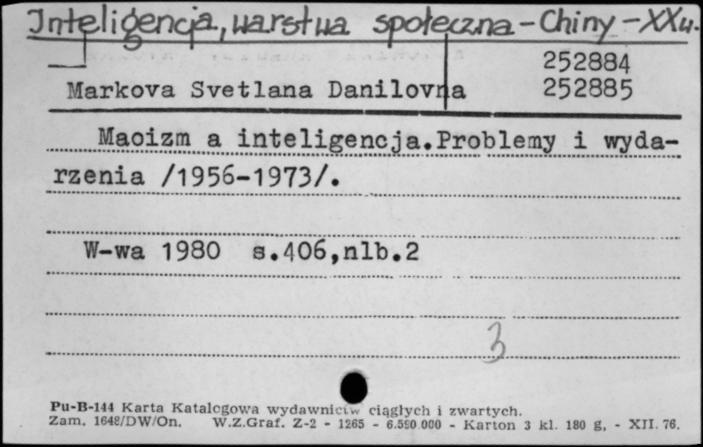 Inteligencja, warstwa społeczna - Chiny - XX w.
252884
Markova Svetlana Danilovna 252885
Maoizm a inteligencja.Problemy i wyda-
rzenia /1956-1973/.
W-wa 1980 s.406,nlb.2
3
Pu-B-144 Karta Katalogowa wydawnictw ciągłych i zwartych.
Zam. 1648/DW/On. W.Z.Graf. Z-2 - 1265 - 6.590 000 - Karton 3 kl. 180 g, - XII. 76.